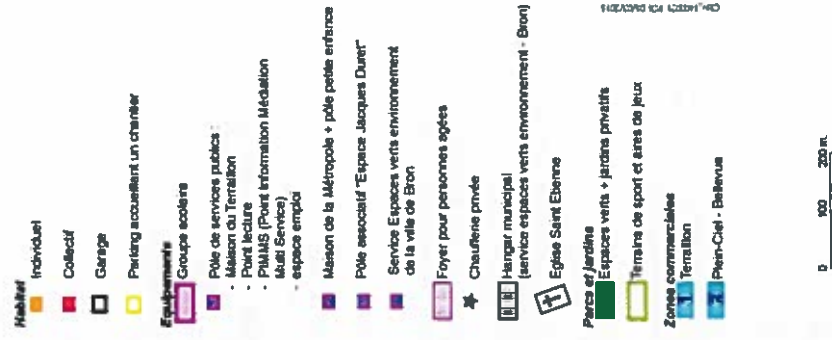 Habitat
Individuel
Collectif
Garage
Parking accueillant un chantier
Equipements
Groupe scolaire
Pôle de services publics :
- Maison du Terraillon
- Point lecture
- PIMMS (Point Information Médiation
Multi Service)
- espace emploi
Maison de la Métropole + pôle petite enfance
Pôle associatif "Espace Jacques Duret"
Service Espaces verts environnement
de la ville de Bron
Foyer pour personnes agées
Chaufferie privée
Hangar municipal
(service espaces verts environnement - Bron)
Eglise Saint Etienne
Parcs et jardins
Espaces verts + jardins privatifs
Terrains de sport et aires de jeux
Zones commerciales
1 Terraillon
2 Plein-Ciel - Bellevue
0 100 200 m.